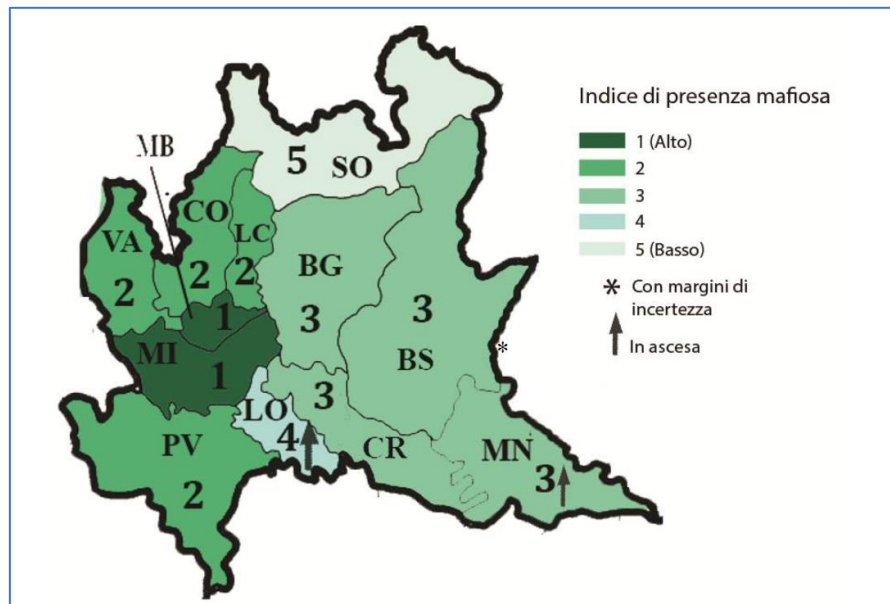 Indice di presenza mafiosa
1 (Alto)
2
3
4
5 (Basso)
* Con margini di
incertezza
In ascesa
MB
5
SO
CO
2
LC
2
VA
2
BG
3
1
MI
1
3
BS
*
LO
4
3
CR
PV
2
MN
3